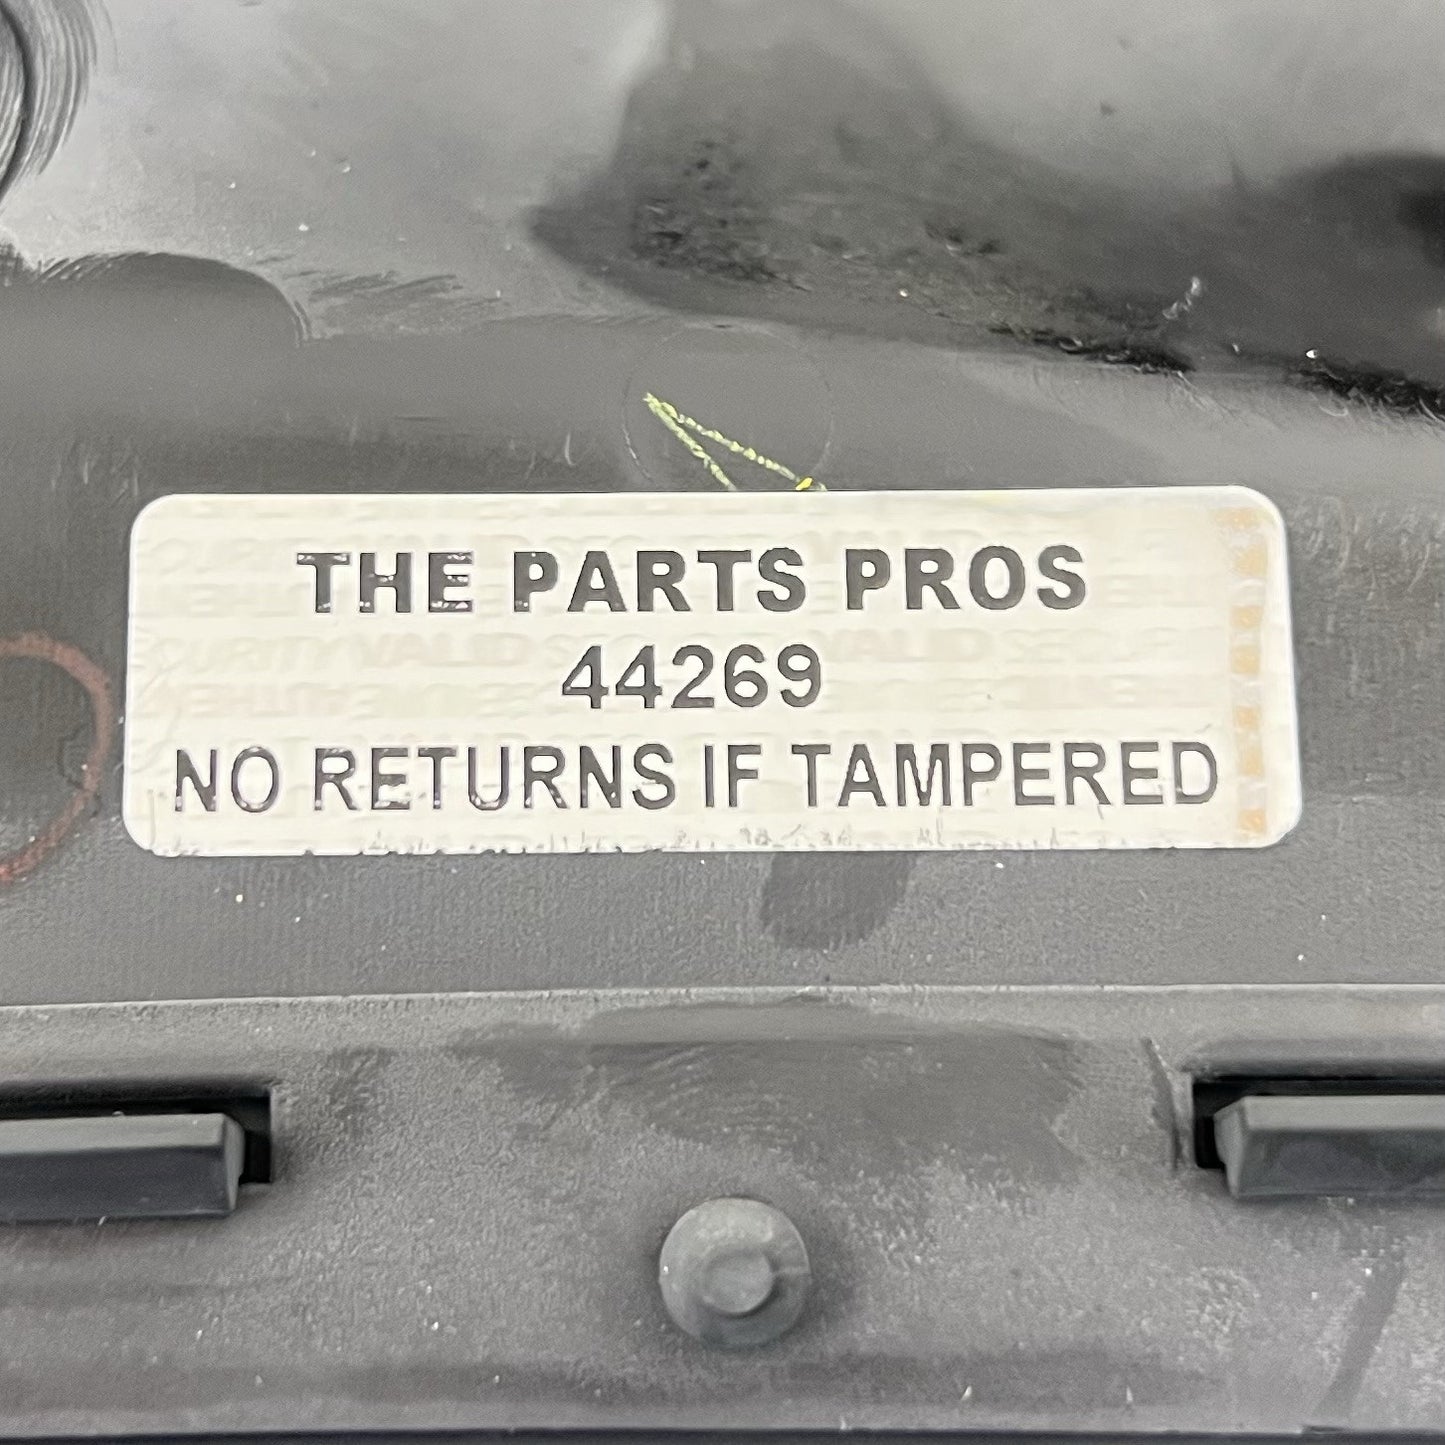 THE PARTS PROS
44269
NO RETURNS IF TAMPERED